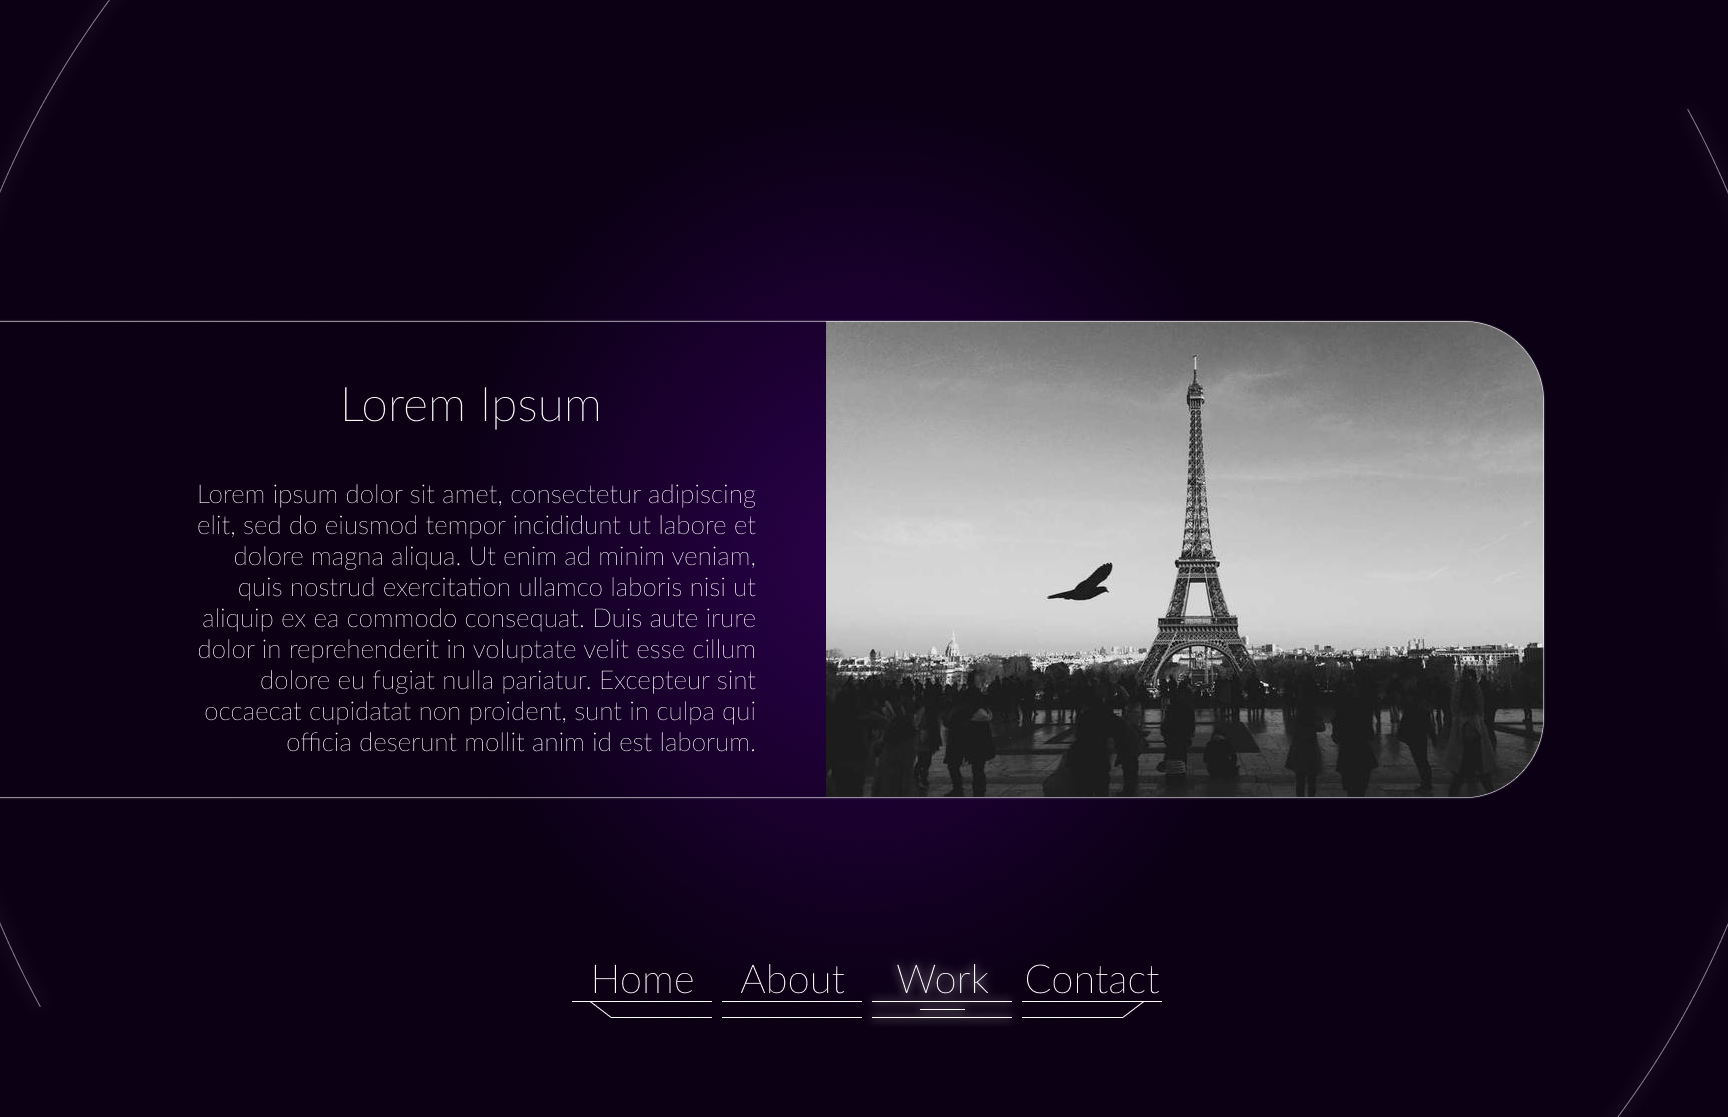 Lorem Ipsum
Lorem ipsum dolor sit amet, consectetur adipiscing
elit, sed do eiusmod tempor incididunt ut labore et
dolore magna aliqua. Ut enim ad minim veniam,
quis nostrud exercitation ullamco laboris nisi ut
aliquip ex ea commodo consequat. Duis aute irure
dolor in reprehenderit in voluptate velit esse cillum
dolore eu fugiat nulla pariatur. Excepteur sint
occaecat cupidatat non proident, sunt in culpa qui
officia deserunt mollit anim id est laborum.
Home About Work Contact